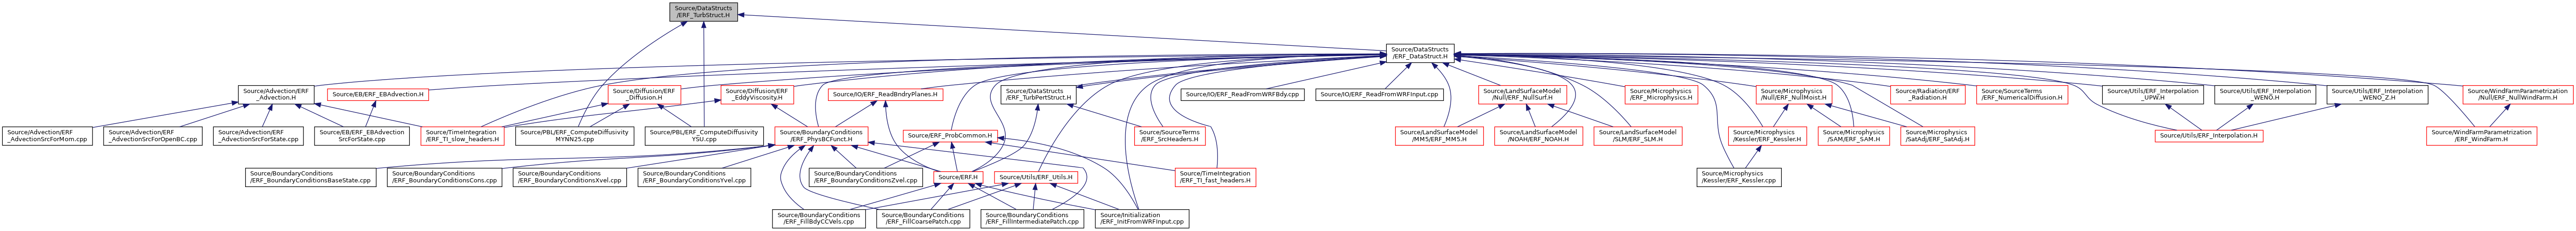 Source/DataStructs
/ERF_TurbStruct.H
Source/DataStructs
/ERF_DataStruct.H
Source/Advection/ERF
_Advection.H
Source/EB/ERF_EBAdvection.H
Source/Diffusion/ERF
_Diffusion.H
Source/Diffusion/ERF
_EddyViscosity.H
Source/IO/ERF_ReadBndryPlanes.H
Source/DataStructs
/ERF_TurbPertStruct.H
Source/IO/ERF_ReadFromWRFBdy.cpp
Source/IO/ERF_ReadFromWRFInput.cpp
Source/LandSurfaceModel
/Null/ERF_NullSurf.H
Source/Microphysics
/ERF_Microphysics.H
Source/Microphysics
/Null/ERF_NullMoist.H
Source/Radiation/ERF
_Radiation.H
Source/SourceTerms
/ERF_NumericalDiffusion.H
Source/Utils/ERF_Interpolation
_UPW.H
Source/Utils/ERF_Interpolation
_WENO.H
Source/Utils/ERF_Interpolation
_WENO_Z.H
Source/WindFarmParametrization
/Null/ERF_NullWindFarm.H
Source/Advection/ERF
_AdvectionSrcForMom.cpp
Source/Advection/ERF
_AdvectionSrcForOpenBC.cpp
Source/Advection/ERF
_AdvectionSrcForState.cpp
Source/EB/ERF_EBAdvection
SrcForState.cpp
Source/TimeIntegration
/ERF_TI_slow_headers.H
Source/PBL/ERF_ComputeDiffusivity
MYNN25.cpp
Source/PBL/ERF_ComputeDiffusivity
YSU.cpp
Source/BoundaryConditions
/ERF_PhysBCFunct.H
Source/ERF_ProbCommon.H
Source/SourceTerms
/ERF_SrcHeaders.H
Source/LandSurfaceModel
/MM5/ERF_MM5.H
Source/LandSurfaceModel
/NOAH/ERF_NOAH.H
Source/LandSurfaceModel
/SLM/ERF_SLM.H
Source/Microphysics
/Kessler/ERF_Kessler.H
Source/Microphysics
/SAM/ERF_SAM.H
Source/Microphysics
/SatAdj/ERF_SatAdj.H
Source/Utils/ERF_Interpolation.H
Source/WindFarmParametrization
/ERF_WindFarm.H
Source/BoundaryConditions
/ERF_BoundaryConditionsBaseState.cpp
Source/BoundaryConditions
/ERF_BoundaryConditionsCons.cpp
Source/BoundaryConditions
/ERF_BoundaryConditionsXvel.cpp
Source/BoundaryConditions
/ERF_BoundaryConditionsYvel.cpp
Source/BoundaryConditions
/ERF_BoundaryConditionsZvel.cpp
Source/ERF.H
Source/Utils/ERF_Utils.H
Source/TimeIntegration
/ERF_TI_fast_headers.H
Source/Microphysics
/Kessler/ERF_Kessler.cpp
Source/BoundaryConditions
/ERF_FillBdyCCVels.cpp
Source/BoundaryConditions
/ERF_FillCoarsePatch.cpp
Source/BoundaryConditions
/ERF_FillIntermediatePatch.cpp
Source/Initialization
/ERF_InitFromWRFInput.cpp